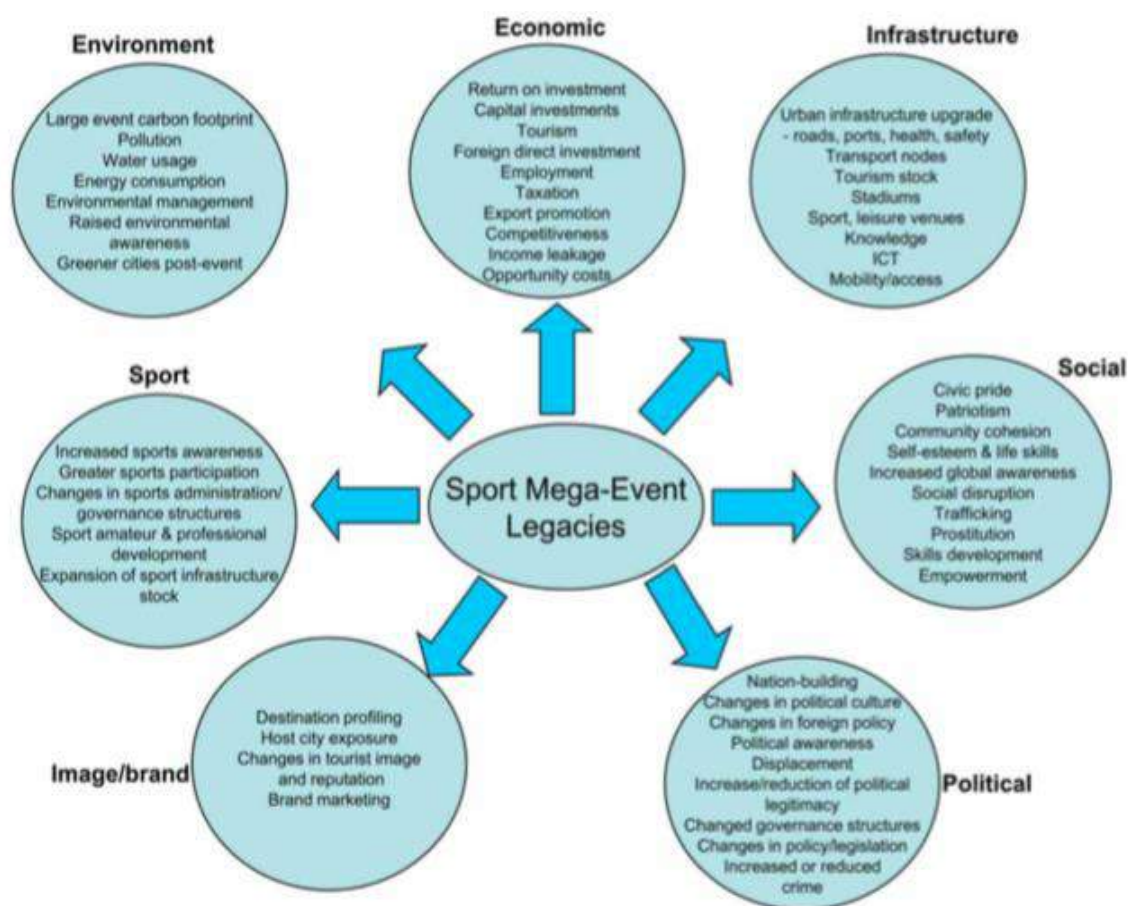 Environment
Large event carbon footprint
Pollution
Water usage
Energy consumption
Environmental management
Raised environmental
awareness
Greener cities post-event
Economic
Return on investment
Capital investments
Tourism
Foreign direct investment
Employment
Taxation
Export promotion
Competitiveness
Income leakage
Opportunity costs
Infrastructure
Urban infrastructure upgrade
- roads, ports, health, safety
Transport nodes
Tourism stock
Stadiums
Sport, leisure venues
Knowledge
ICT
Mobility/access
Sport
Increased sports awareness
Greater sports participation
Changes in sports administration/
governance structures
Sport amateur & professional
development
Expansion of sport infrastructure
stock
Sport Mega-Event
Legacies
Social
Civic pride
Patriotism
Community cohesion
Self-esteem & life skills
Increased global awareness
Social disruption
Trafficking
Prostitution
Skills development
Empowerment
Image/brand
Destination profiling
Host city exposure
Changes in tourist image
and reputation
Brand marketing
Political
Nation-building
Changes in political culture
Changes in foreign policy
Political awareness
Displacement
Increase/reduction of political
legitimacy
Changed governance structures
Changes in policy/legislation
Increased or reduced
crime